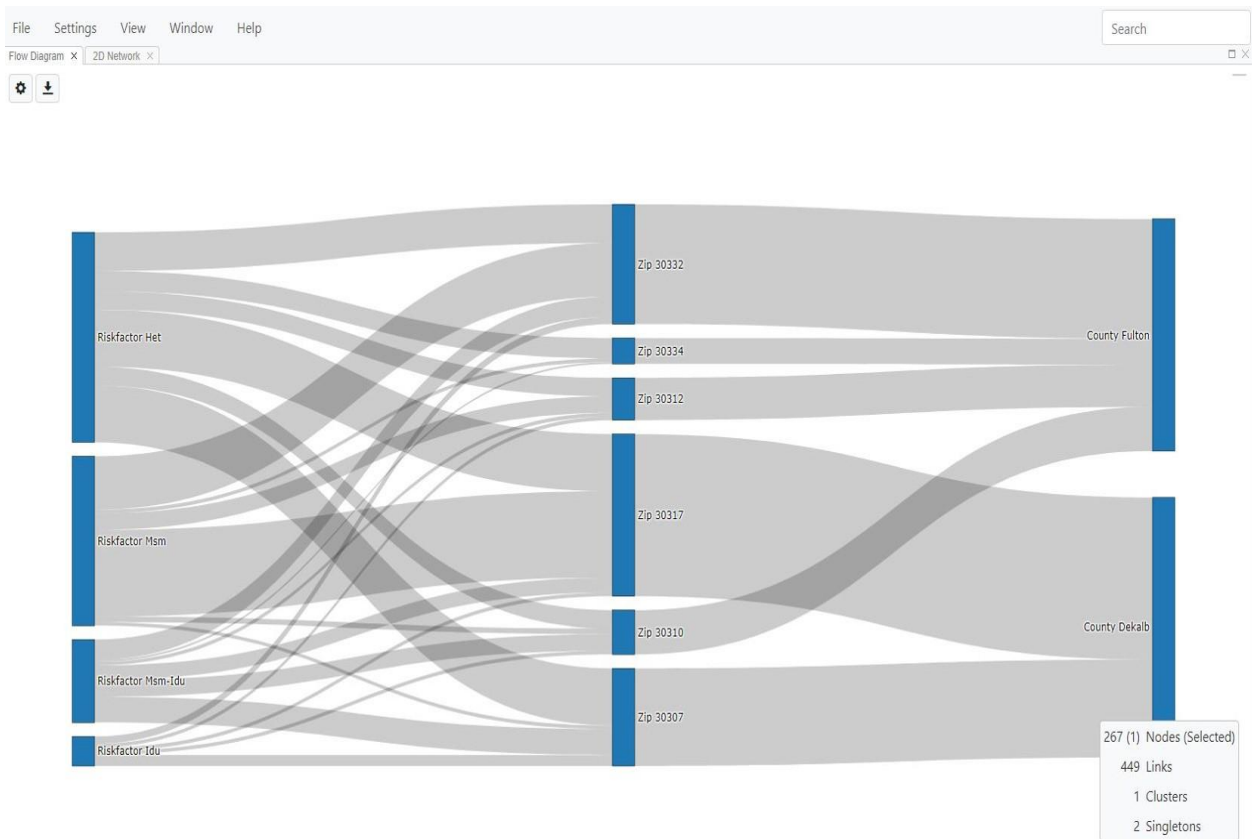 File Settings View Window Help Search
Flow Diagram X 2D Network X
Zip 30332
Riskfactor Het
County Fulton
Zip 30334
Zip 30312
Zip 30317
Riskfactor Msm
County Dekalb
Zip 30310
Riskfactor Msm-Idu
Zip 30307
Riskfactor Idu
267 (1) Nodes (Selected)
449 Links
1 Clusters
2 Singletons